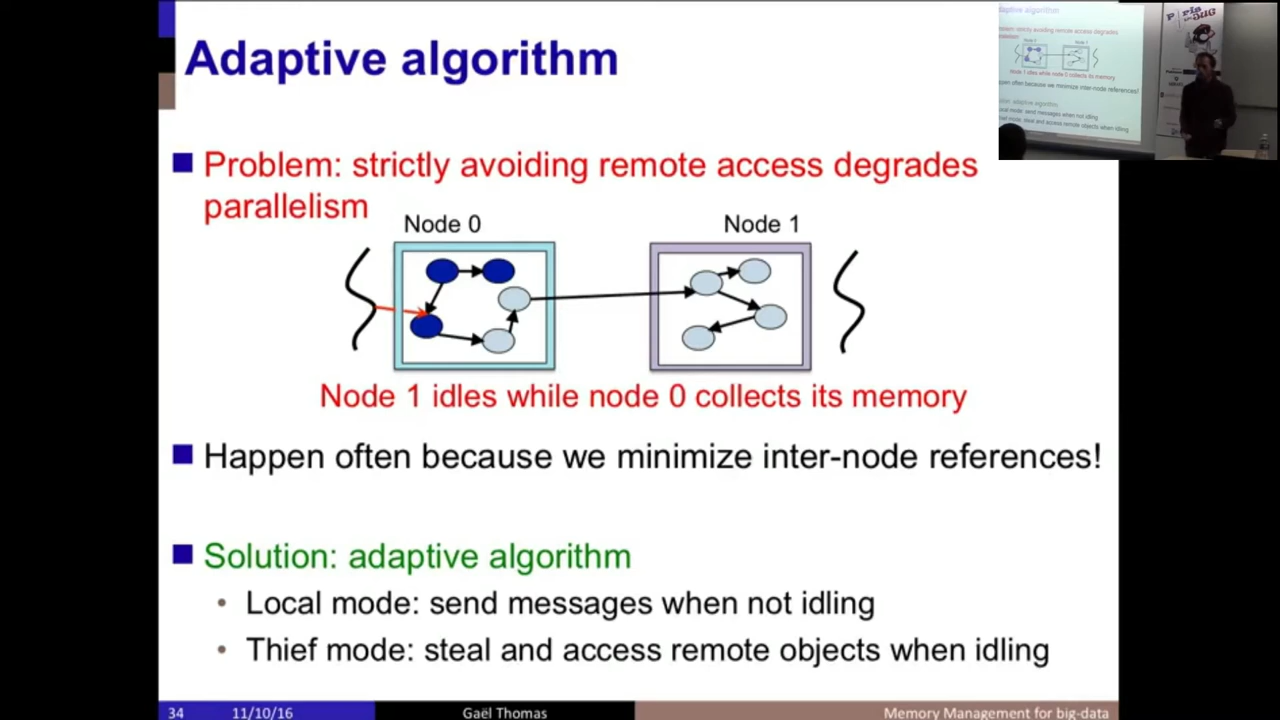 Adaptive algorithm
Problem: strictly avoiding remote access degrades
parallelism
Node 0
Node 1
Node 1 idles while node 0 collects its memory
Happen often because we minimize inter-node references!
Solution: adaptive algorithm
• Local mode: send messages when not idling
• Thief mode: steal and access remote objects when idling
34
11/10/16
Gaël Thomas
Memory Management for big-data